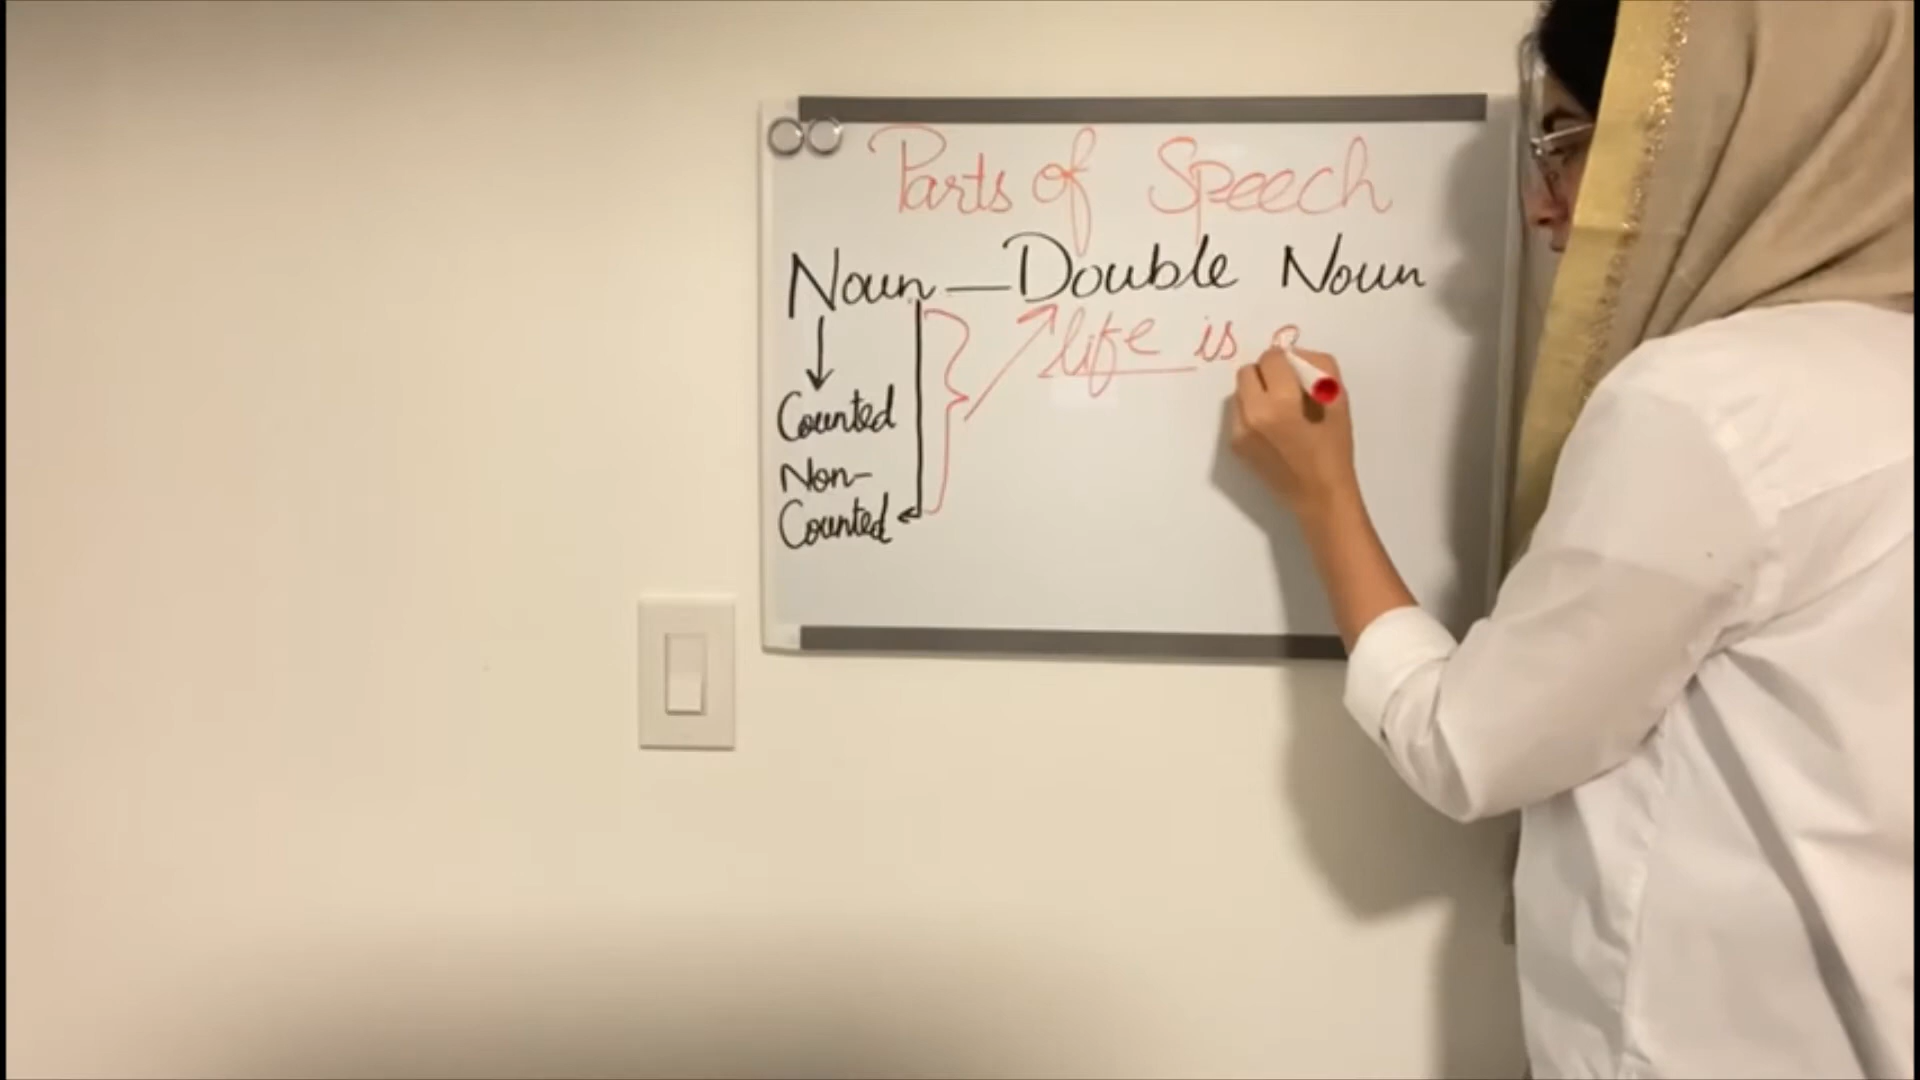 Parts of Speech
Noun — Double Noun
life is
Counted
Non-
Counted